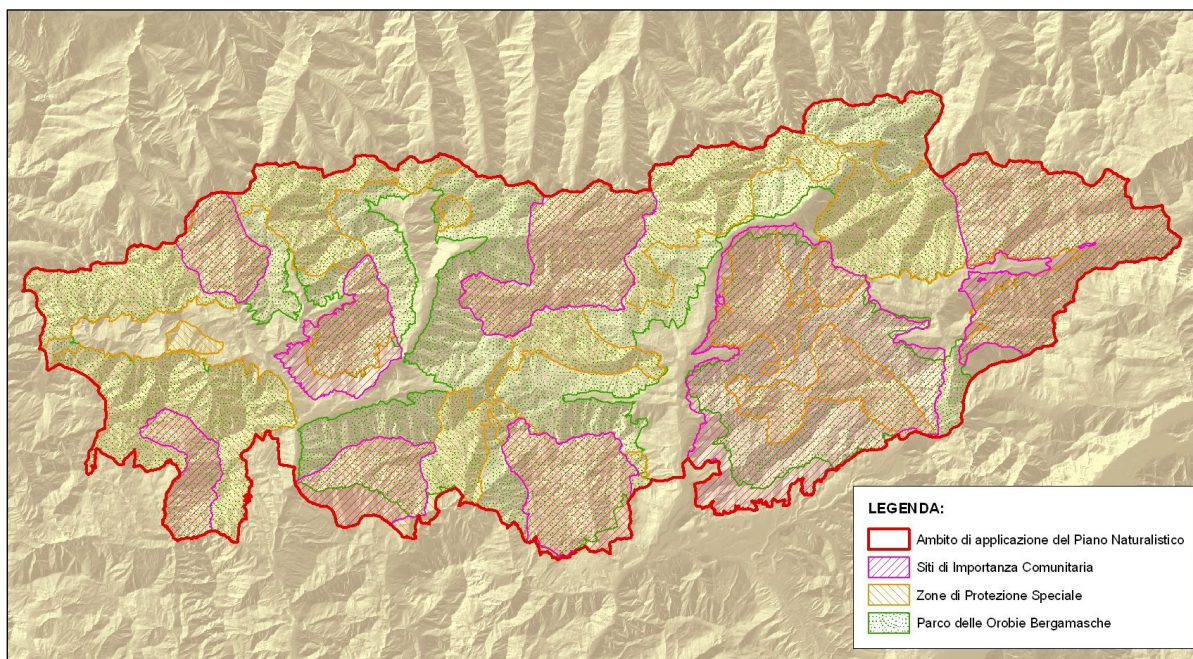 LEGENDA:
Ambito di applicazione del Piano Naturalistico
Siti di Importanza Comunitaria
Zone di Protezione Speciale
Parco delle Orobie Bergamasche